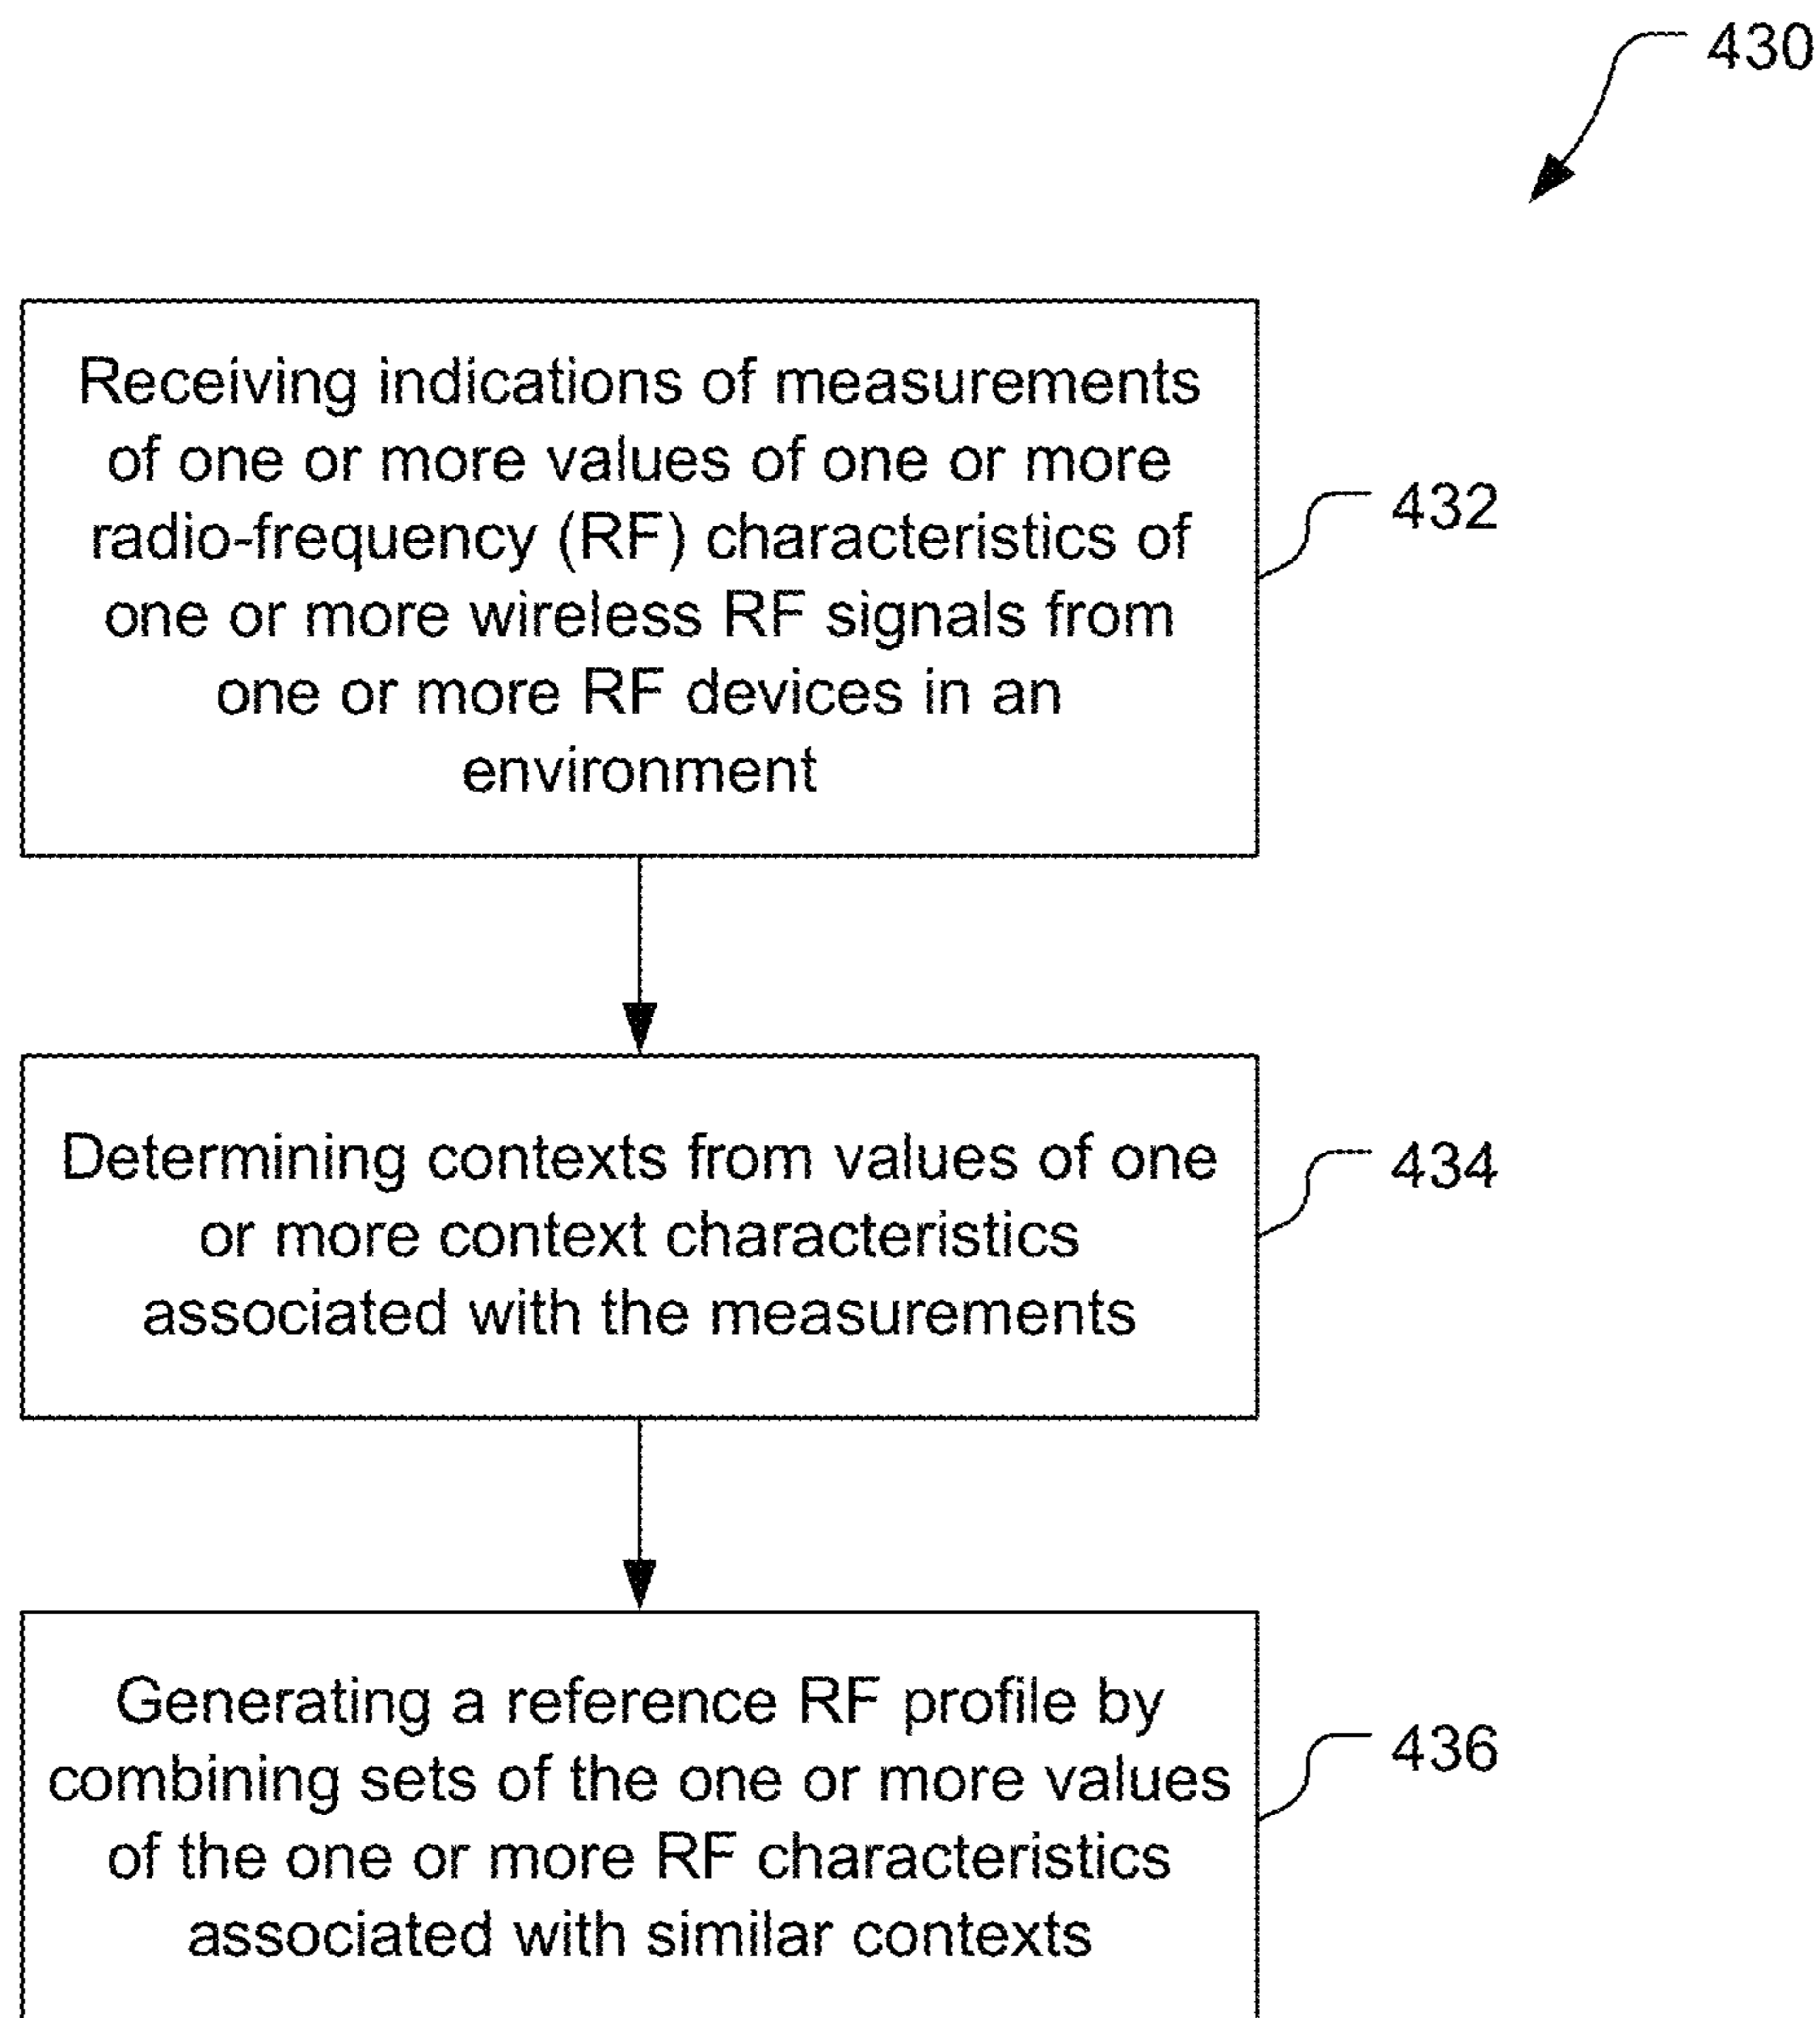 430
Receiving indications of measurements
of one or more values of one or more
radio-frequency (RF) characteristics of
one or more wireless RF signals from
one or more RF devices in an
environment
432
Determining contexts from values of one
or more context characteristics
associated with the measurements
434
Generating a reference RF profile by
combining sets of the one or more values
of the one or more RF characteristics
associated with similar contexts
436